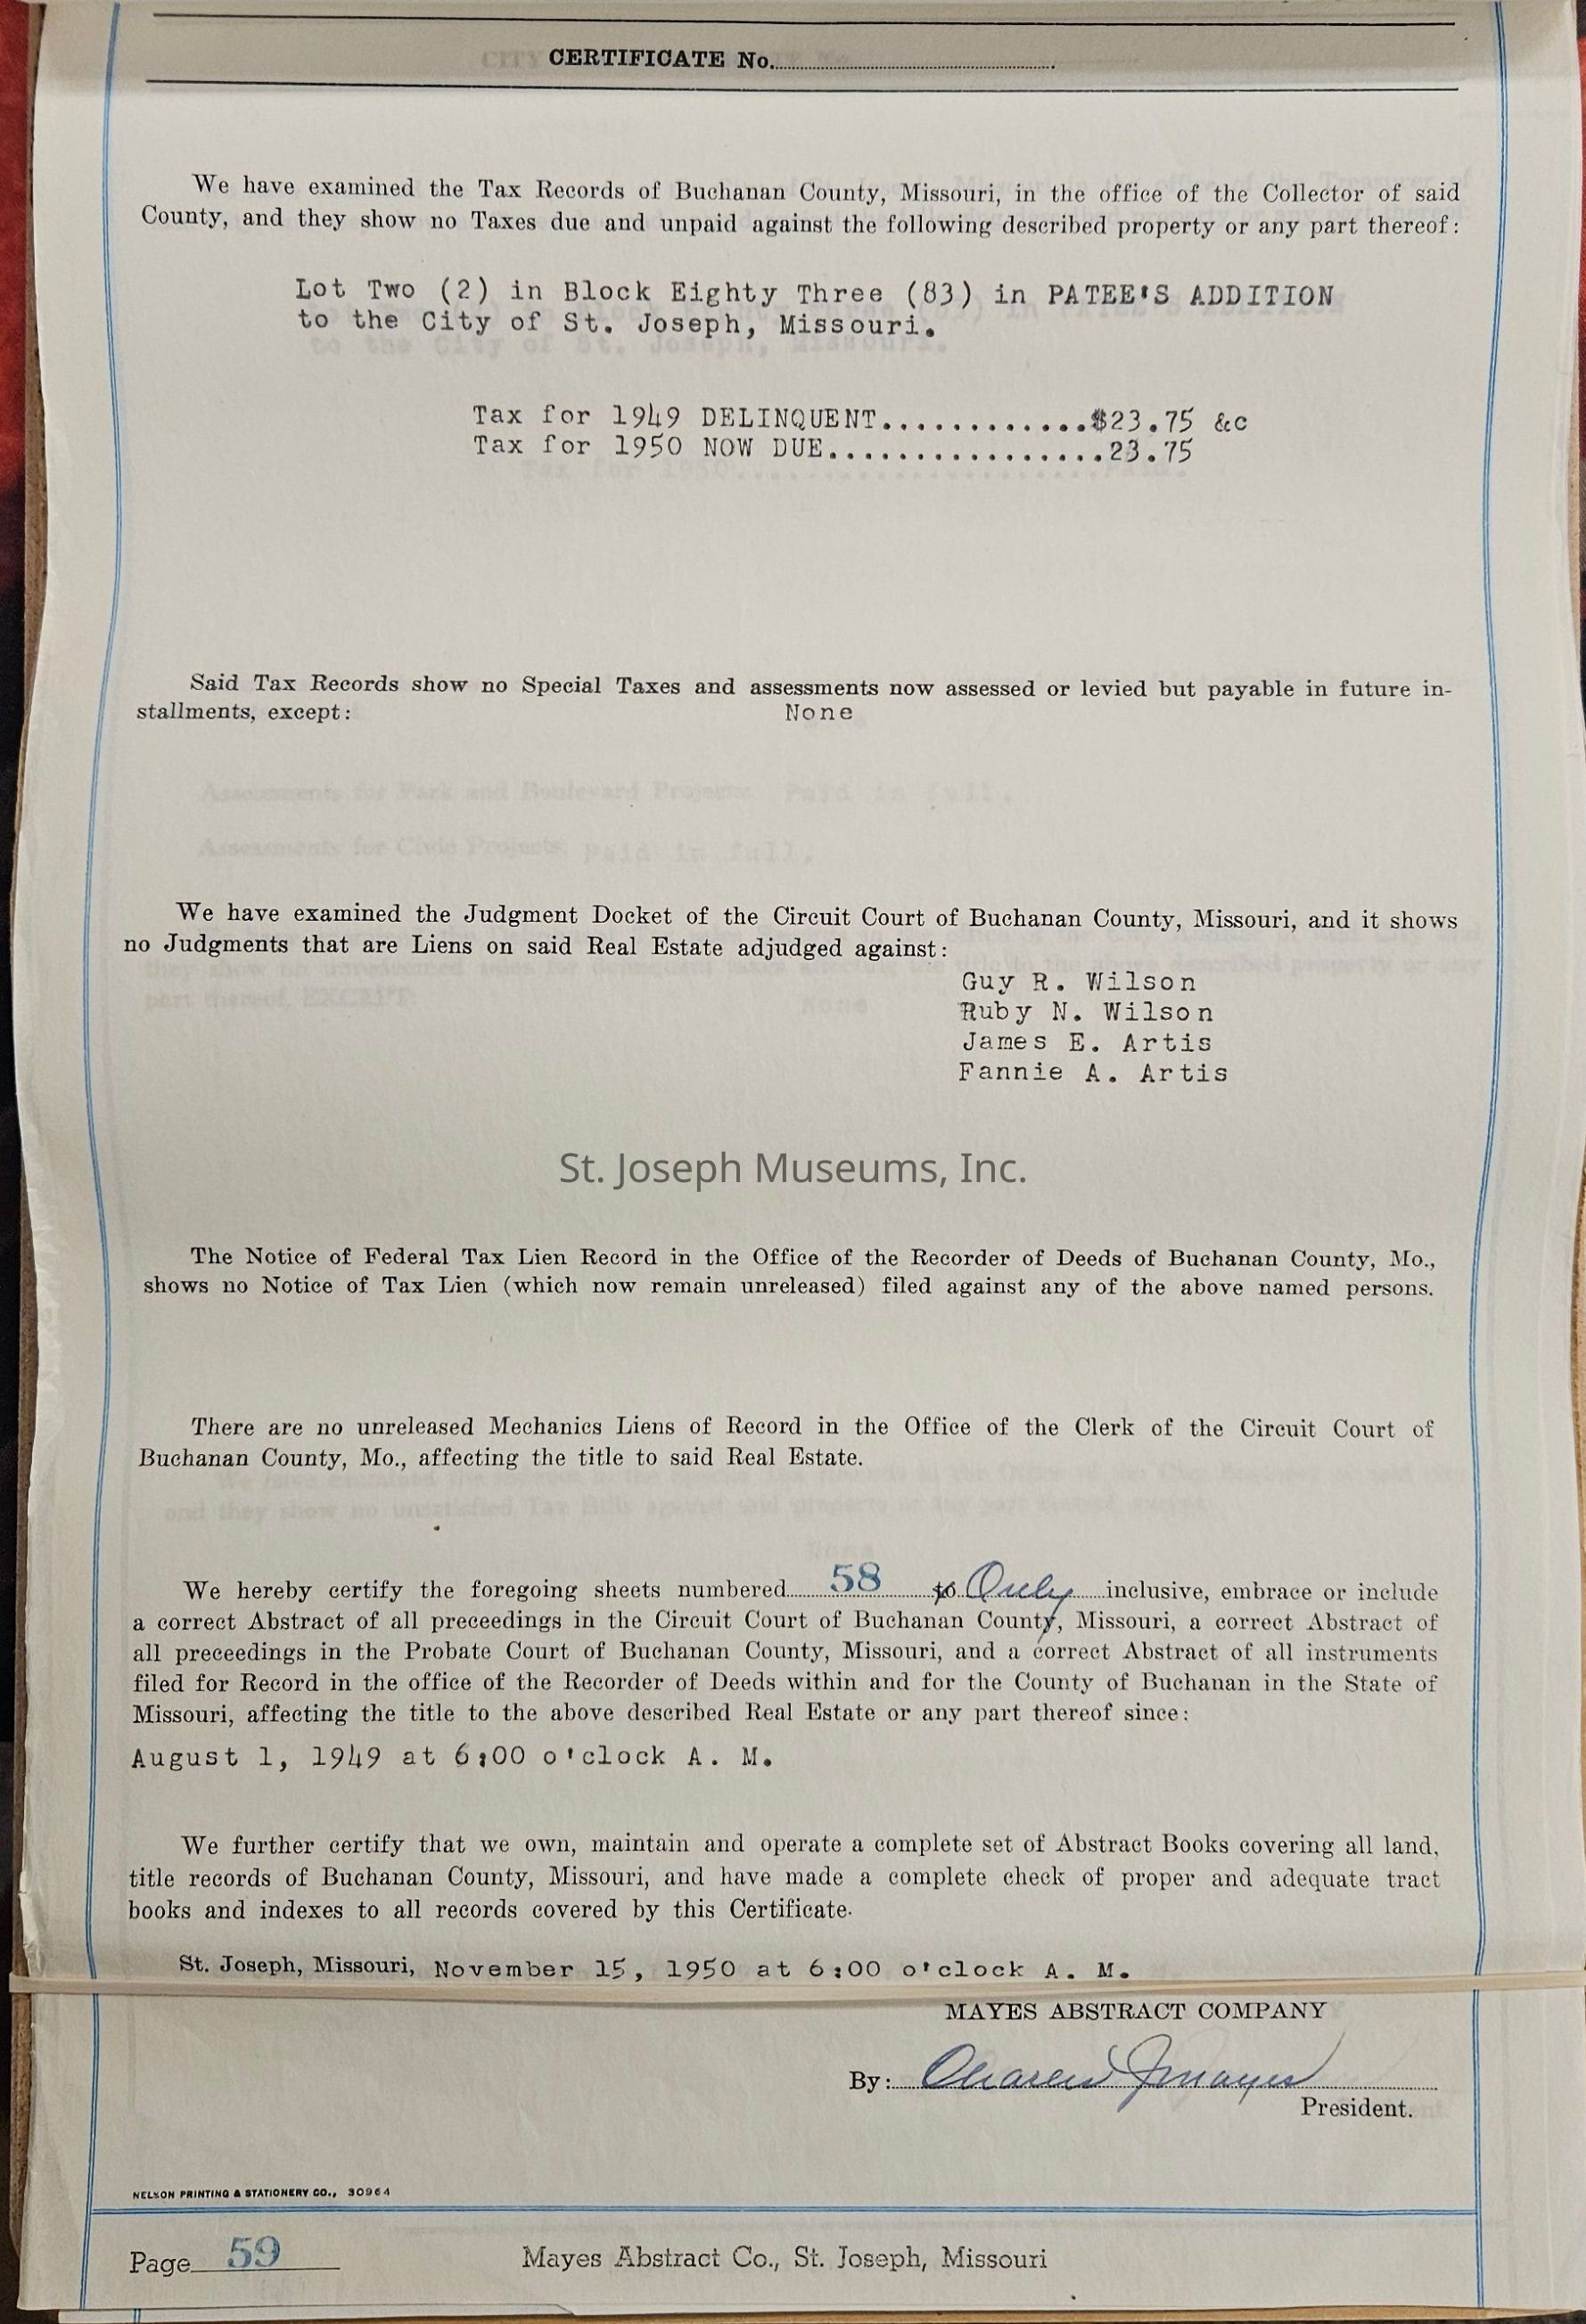 CERTIFICATE No.
We have examined the Tax Records of Buchanan County, Missouri, in the office of the Collector of said
County, and they show no Taxes due and unpaid against the following described property or any part thereof:
Lot Two (2) in Block Eighty Three (83) in PATEE'S ADDITION
to the City of St. Joseph, Missouri.
Tax for 1949 DELINQUENT............$23.75 &c
Tax for 1950 NOW DUE................23.75
Said Tax Records show no Special Taxes and assessments now assessed or levied but payable in future in-
stallments, except: None
Assessments for Park and Boulevard Projects: Paid in full.
Assessments for Civic Projects: Paid in full.
We have examined the Judgment Docket of the Circuit Court of Buchanan County, Missouri, and it shows
no Judgments that are Liens on said Real Estate adjudged against:
Guy R. Wilson
Ruby N. Wilson
James E. Artis
Fannie A. Artis
St. Joseph Museums, Inc.
The Notice of Federal Tax Lien Record in the Office of the Recorder of Deeds of Buchanan County, Mo.,
shows no Notice of Tax Lien (which now remain unreleased) filed against any of the above named persons.
There are no unreleased Mechanics Liens of Record in the Office of the Clerk of the Circuit Court of
Buchanan County, Mo., affecting the title to said Real Estate.
We hereby certify the foregoing sheets numbered 58 to Only inclusive, embrace or include
a correct Abstract of all preceedings in the Circuit Court of Buchanan County, Missouri, a correct Abstract of
all preceedings in the Probate Court of Buchanan County, Missouri, and a correct Abstract of all instruments
filed for Record in the office of the Recorder of Deeds within and for the County of Buchanan in the State of
Missouri, affecting the title to the above described Real Estate or any part thereof since:
August 1, 1949 at 6:00 o'clock A. M.
We further certify that we own, maintain and operate a complete set of Abstract Books covering all land,
title records of Buchanan County, Missouri, and have made a complete check of proper and adequate tract
books and indexes to all records covered by this Certificate.
St. Joseph, Missouri, November 15, 1950 at 6:00 o'clock A. M.
MAYES ABSTRACT COMPANY
By: Mayes
President.
NELSON PRINTING & STATIONERY CO., 30964
Page 59 Mayes Abstract Co., St. Joseph, Missouri